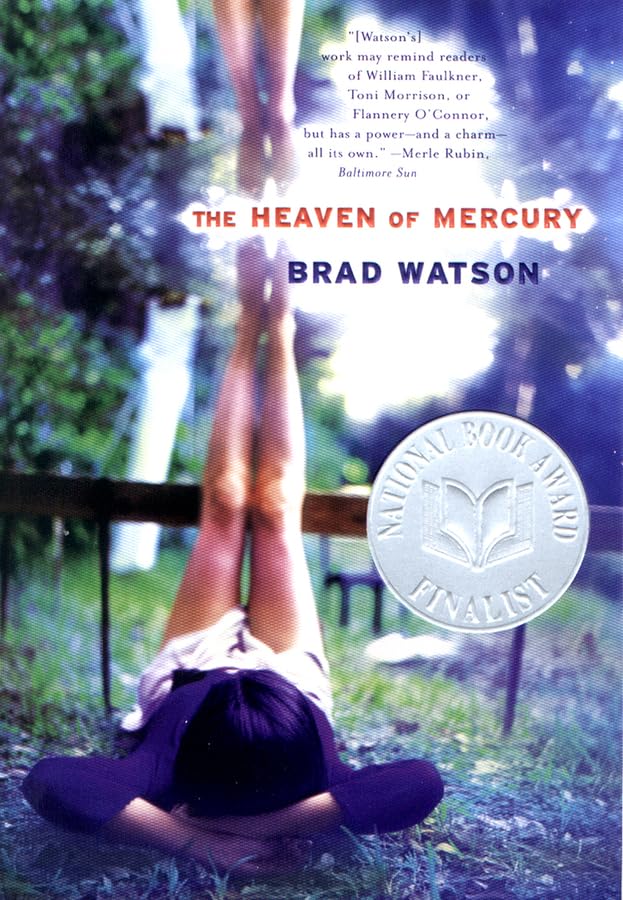 "[Watson's]
work may remind readers
of William Faulkner,
Toni Morrison, or
Flannery O'Connor,
but has a power—and a charm—
all its own." —Merle Rubin,
Baltimore Sun
THE HEAVEN OF MERCURY
BRAD WATSON
NATIONAL BOOK AWARD
FINALIST